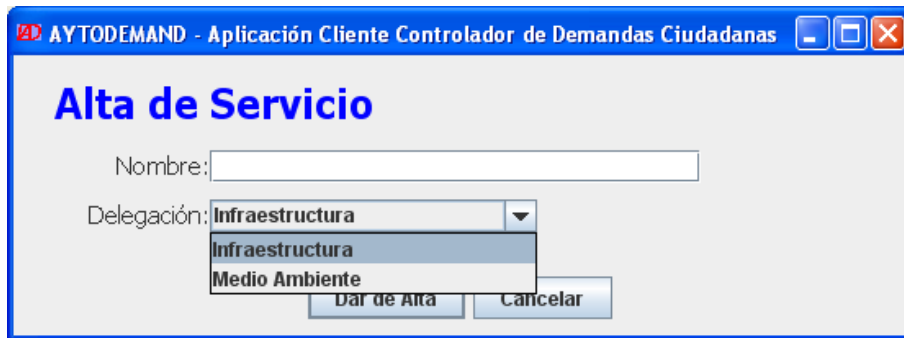 AD AYTODEMAND - Aplicación Cliente Controlador de Demandas Ciudadanas
Alta de Servicio
Nombre:
Delegación: Infraestructura
Infraestructura
Medio Ambiente
Dar de Alta Cancelar